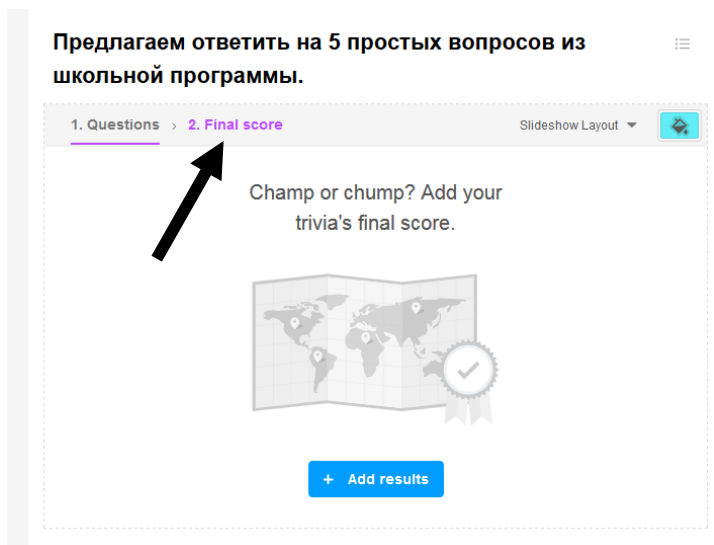 Предлагаем ответить на 5 простых вопросов из
школьной программы.
1. Questions > 2. Final score
Slideshow Layout
Champ or chump? Add your
trivia's final score.
+ Add results